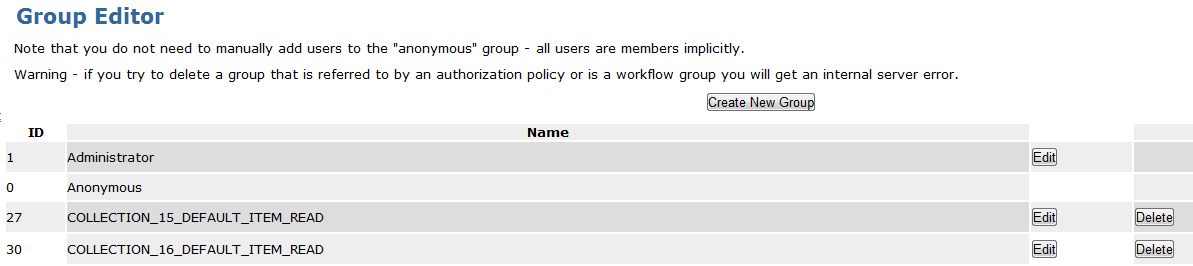 Group Editor
Note that you do not need to manually add users to the "anonymous" group - all users are members implicitly.
Warning - if you try to delete a group that is referred to by an authorization policy or is a workflow group you will get an internal server error.
Create New Group
ID Name
1 Administrator Edit
0 Anonymous
27 COLLECTION_15_DEFAULT_ITEM_READ Edit Delete
30 COLLECTION_16_DEFAULT_ITEM_READ Edit Delete